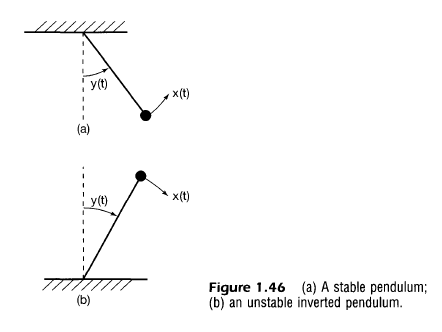 y(t)
x(t)
(a)
y(t)
x(t)
(b)
Figure 1.46 (a) A stable pendulum;
(b) an unstable inverted pendulum.